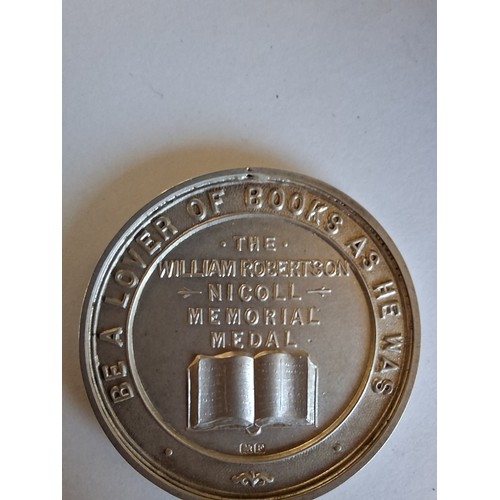 BE A LOVER OF BOOKS AS HE WAS
· THE ·
WILLIAM ROBERTSON
NICOLL
MEMORIAL
MEDAL ·